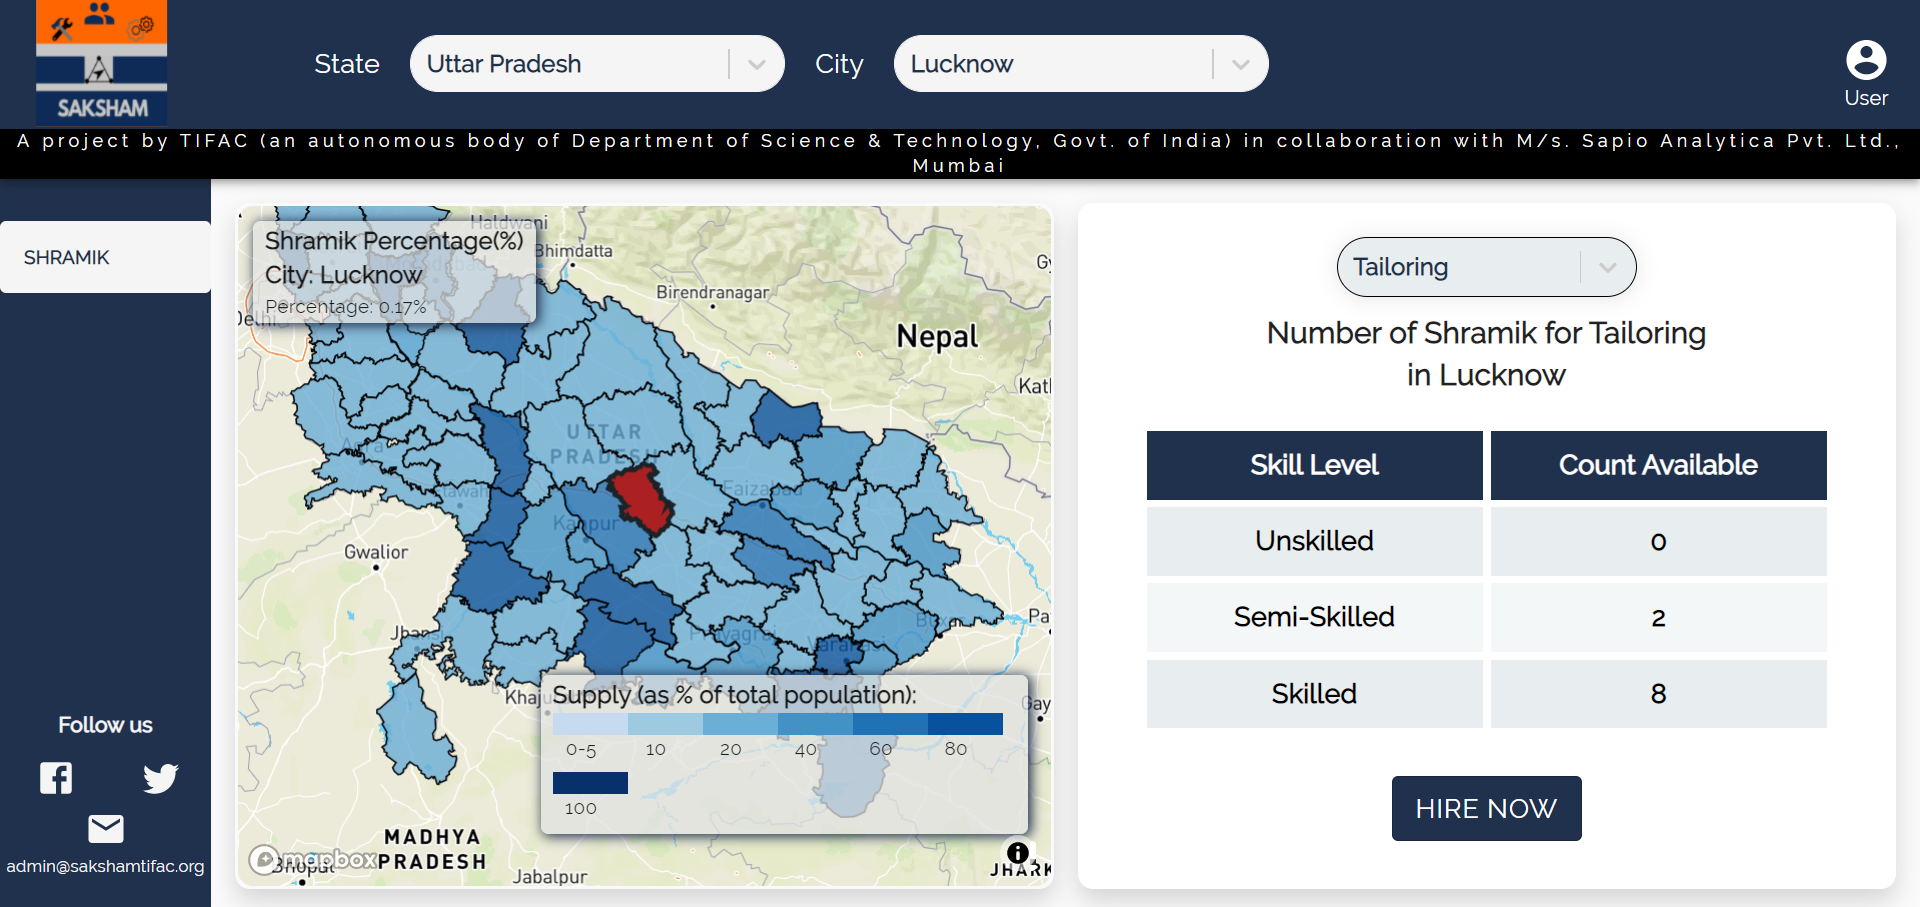 SAKSHAM
State
Uttar Pradesh
City
Lucknow
User
A project by TIFAC (an autonomous body of Department of Science & Technology, Govt. of India) in collaboration with M/s. Sapio Analytica Pvt. Ltd.,
Mumbai
SHRAMIK
Follow us
admin@sakshamtifac.org
Shramik Percentage(%)
City: Lucknow
Percentage: 0.17%
Haldwani
Bhimdatta
Delhi
Birendranagar
Nepal
UTTAR
PRADESH
Agra
Etawah
Faizabad
Kanpur
Gwalior
Jhansi
Prayagraj
Varanasi
Buxar
Supply (as % of total population):
0-5
10
20
40
60
80
100
MADHYA
PRADESH
mapbox
Bhopal
Jabalpur
Tailoring
Number of Shramik for Tailoring
in Lucknow
Skill Level Count Available
Unskilled 0
Semi-Skilled 2
Skilled 8
HIRE NOW